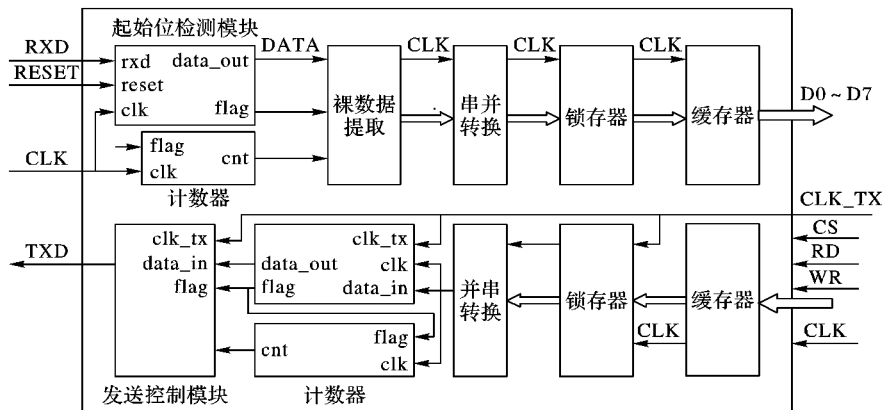 起始位检测模块
RXD
DATA
CLK
CLK
CLK
rxd
data_out
RESET
reset
clk
flag
裸数据
提取
串并
转换
锁存器
缓存器
D0～D7
flag
cnt
CLK
clk
计数器
CLK_TX
clk_tx
clk_tx
CS
TXD
data_in
data_out
clk
RD
flag
flag
data_in
并串
转换
锁存器
缓存器
WR
flag
CLK
CLK
cnt
clk
发送控制模块
计数器